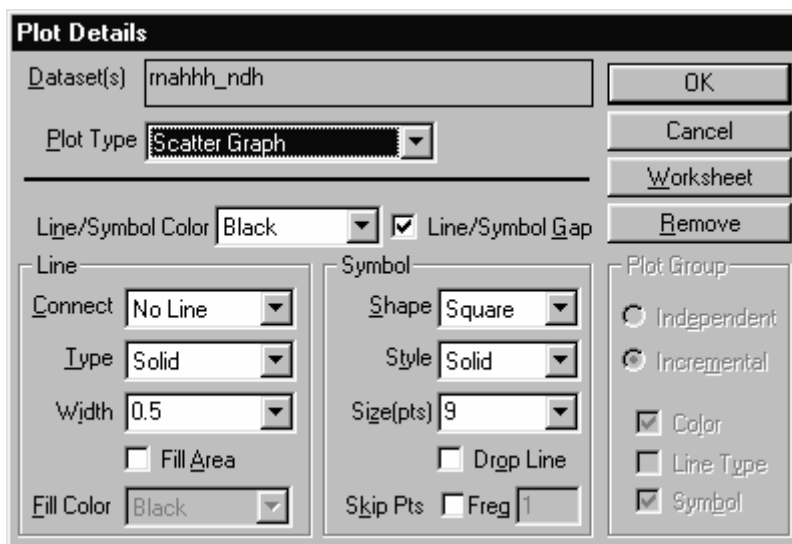 Plot Details
Dataset(s) rnahhh_ndh
OK
Plot Type Scatter Graph
Cancel
Worksheet
Line/Symbol Color Black Line/Symbol Gap
Remove
Line
Connect No Line
Type Solid
Width 0.5
Fill Area
Fill Color Black
Symbol
Shape Square
Style Solid
Size(pts) 9
Drop Line
Skip Pts Freg 1
Plot Group
Independent
Incremental
Color
Line Type
Symbol